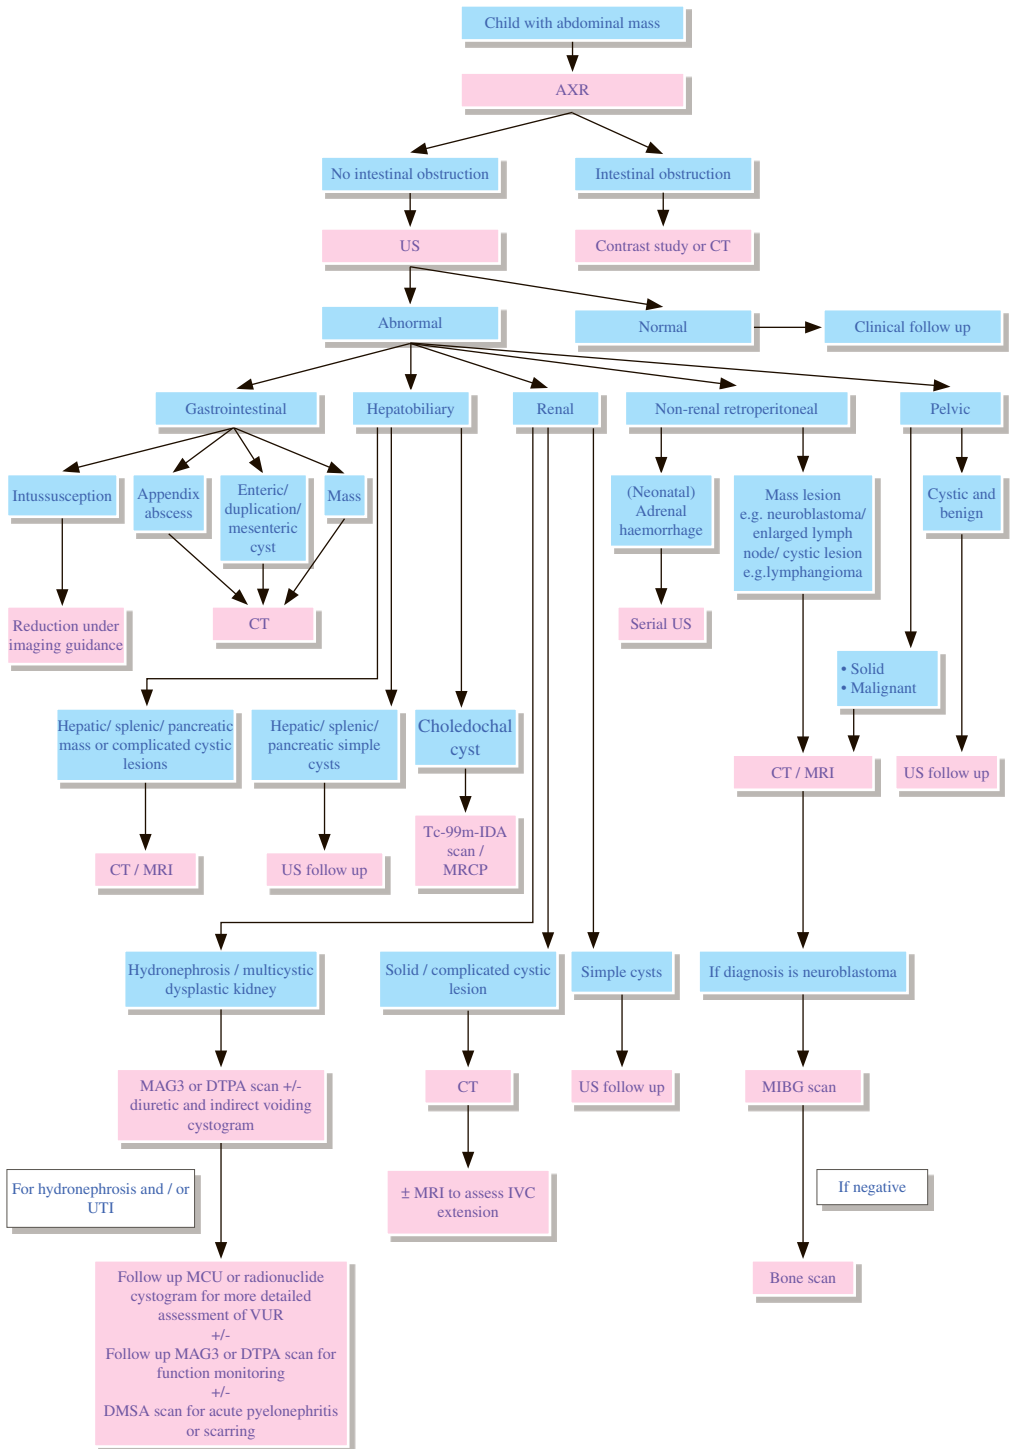 Child with abdominal mass
AXR
No intestinal obstruction
Intestinal obstruction
US
Contrast study or CT
Abnormal
Normal
Clinical follow up
Gastrointestinal
Hepatobiliary
Renal
Non-renal retroperitoneal
Pelvic
Intussusception
Appendix
abscess
Enteric/
duplication/
mesenteric
cyst
Mass
(Neonatal)
Adrenal
haemorrhage
Mass lesion
e.g. neuroblastoma/
enlarged lymph
node/ cystic lesion
e.g.lymphangioma
Cystic and
benign
Reduction under
imaging guidance
CT
Serial US
• Solid
• Malignant
Hepatic/ splenic/ pancreatic
mass or complicated cystic
lesions
Hepatic/ splenic/
pancreatic simple
cysts
Choledochal
cyst
CT / MRI
US follow up
CT / MRI
US follow up
Tc-99m-IDA
scan /
MRCP
Hydronephrosis / multicystic
dysplastic kidney
Solid / complicated cystic
lesion
Simple cysts
If diagnosis is neuroblastoma
MAG3 or DTPA scan +/-
diuretic and indirect voiding
cystogram
CT
US follow up
MIBG scan
For hydronephrosis and / or
UTI
± MRI to assess IVC
extension
If negative
Follow up MCU or radionuclide
cystogram for more detailed
assessment of VUR
+/-
Follow up MAG3 or DTPA scan for
function monitoring
+/-
DMSA scan for acute pyelonephritis
or scarring
Bone scan